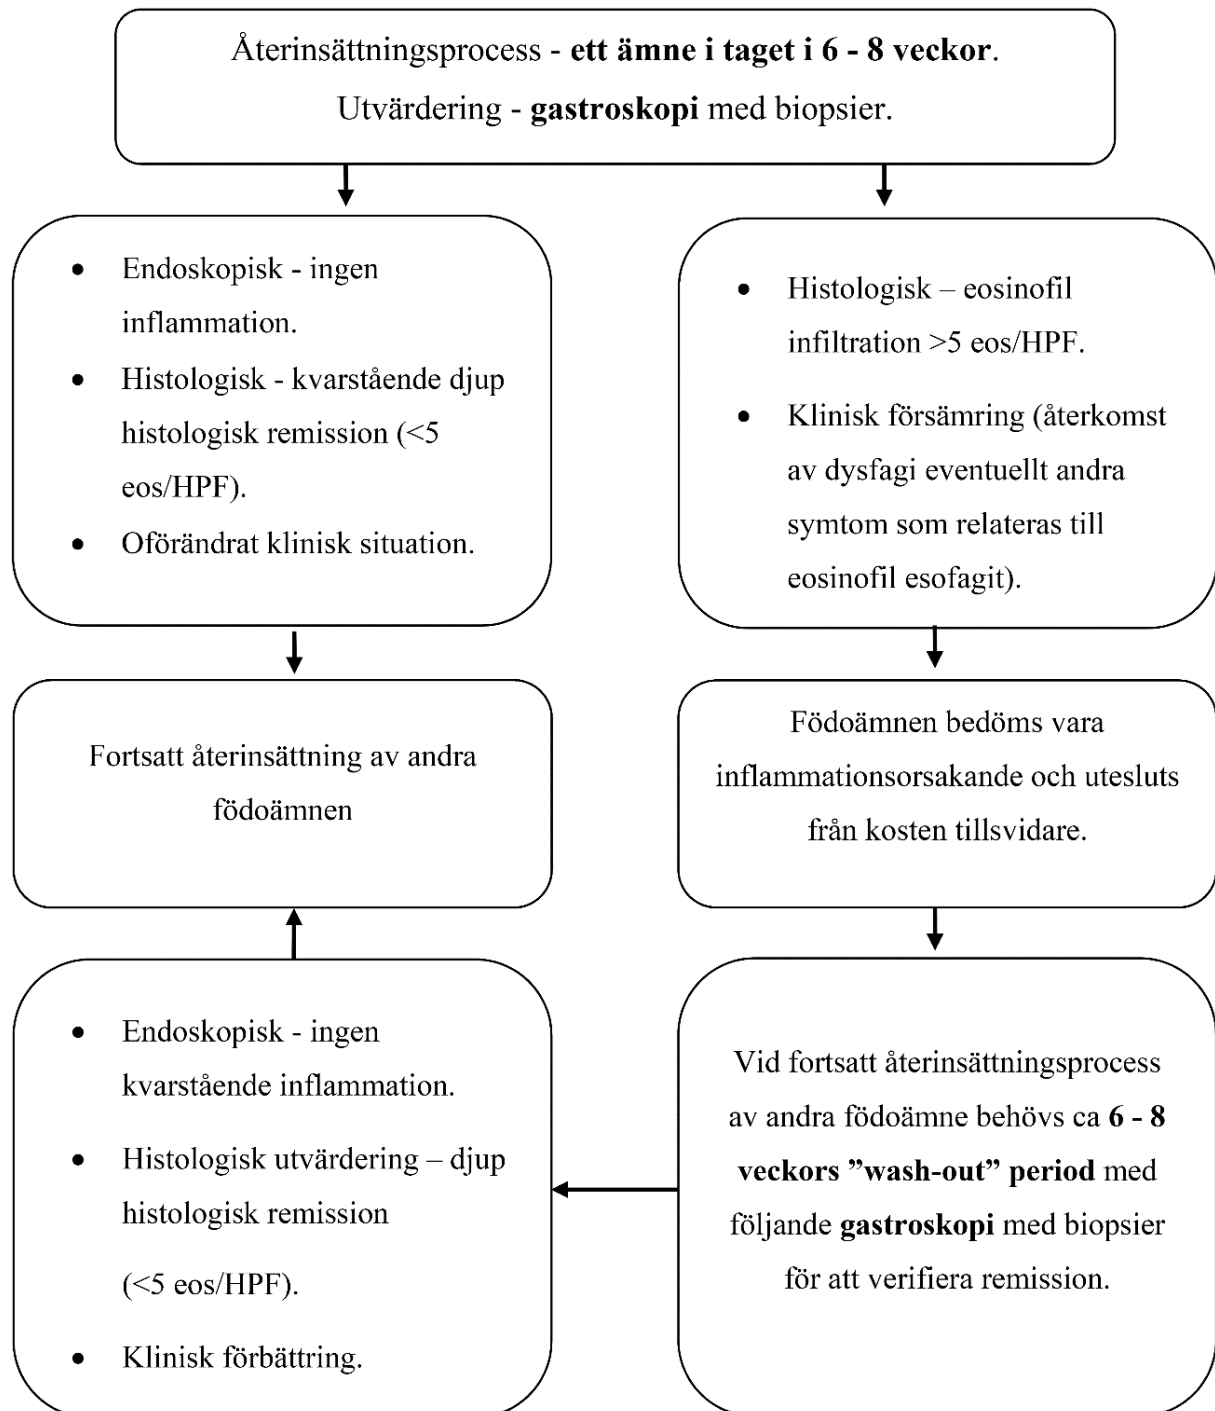 Återinsättningsprocess - ett ämne i taget i 6 - 8 veckor.
Utvärdering - gastroskopi med biopsier.
• Endoskopisk - ingen
inflammation.
• Histologisk - kvarstående djup
histologisk remission (<5
eos/HPF).
• Oförändrat klinisk situation.
• Histologisk – eosinofil
infiltration >5 eos/HPF.
• Klinisk försämring (återkomst
av dysfagi eventuellt andra
symtom som relateras till
eosinofil esofagit).
Fortsatt återinsättning av andra
födoämnen
Födoämnen bedöms vara
inflammationsorsakande och utesluts
från kosten tillsvidare.
• Endoskopisk - ingen
kvarstående inflammation.
• Histologisk utvärdering – djup
histologisk remission
(<5 eos/HPF).
• Klinisk förbättring.
Vid fortsatt återinsättningsprocess
av andra födoämne behövs ca 6 - 8
veckors ”wash-out” period med
följande gastroskopi med biopsier
för att verifiera remission.